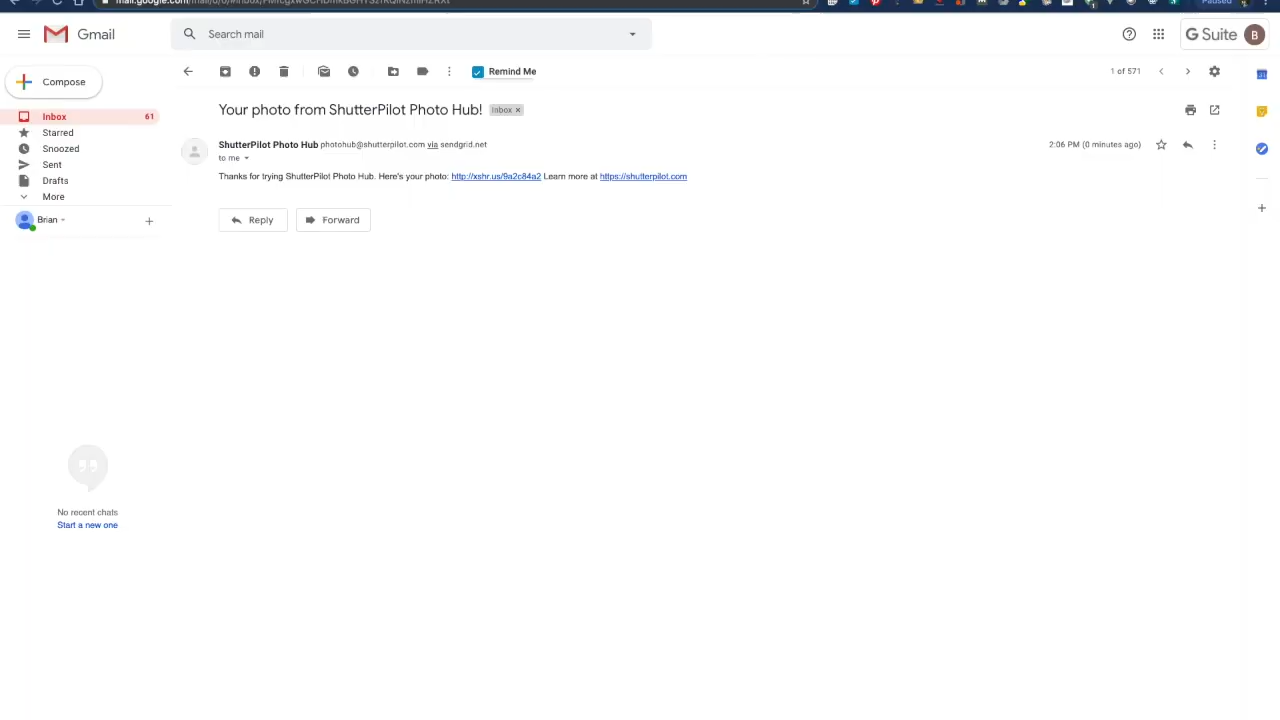 Paused
Gmail
Search mail
G Suite
B
Compose
Remind Me
1 of 571
Inbox
61
Your photo from ShutterPilot Photo Hub!
Inbox ×
Starred
Snoozed
Sent
Drafts
More
ShutterPilot Photo Hub photohub@shutterpilot.com via sendgrid.net
2:06 PM (0 minutes ago)
to me
Thanks for trying ShutterPilot Photo Hub. Here's your photo: http://xshr.us/9a2c84a2 Learn more at https://shutterpilot.com
Brian
Reply
Forward
No recent chats
Start a new one